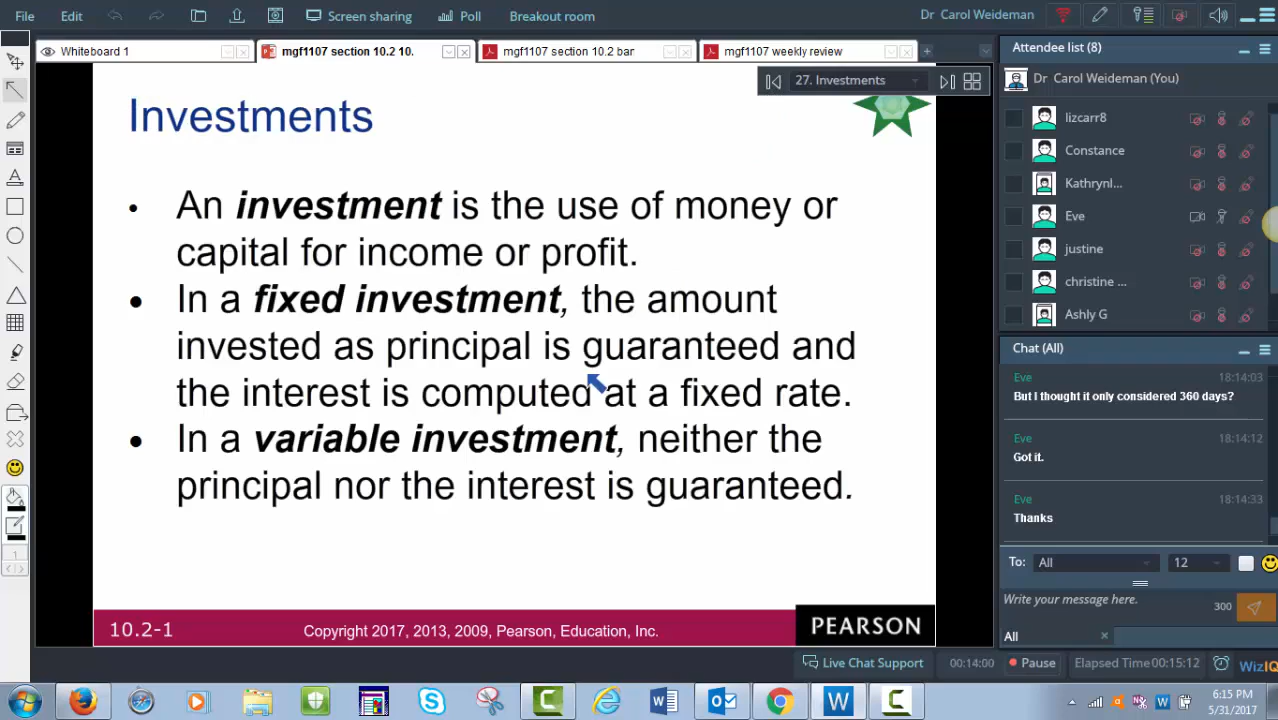 File Edit Screen sharing Poll Breakout room Dr Carol Weideman
Whiteboard 1 mgf1107 section 10.2 10. mgf1107 section 10.2 bar mgf1107 weekly review
27. Investments
Investments
• An investment is the use of money or
capital for income or profit.
• In a fixed investment, the amount
invested as principal is guaranteed and
the interest is computed at a fixed rate.
• In a variable investment, neither the
principal nor the interest is guaranteed.
10.2-1 Copyright 2017, 2013, 2009, Pearson, Education, Inc. PEARSON
Attendee list (8)
Dr Carol Weideman (You)
lizcarr8
Constance
Kathrynl...
Eve
justine
christine ...
Ashly G
Chat (All)
Eve 18:14:03
But I thought it only considered 360 days?
Eve 18:14:12
Got it.
Eve 18:14:33
Thanks
To: All 12
Write your message here. 300
All
1
Live Chat Support 00:14:00 Pause Elapsed Time 00:15:12 WizIQ
6:15 PM
5/31/2017